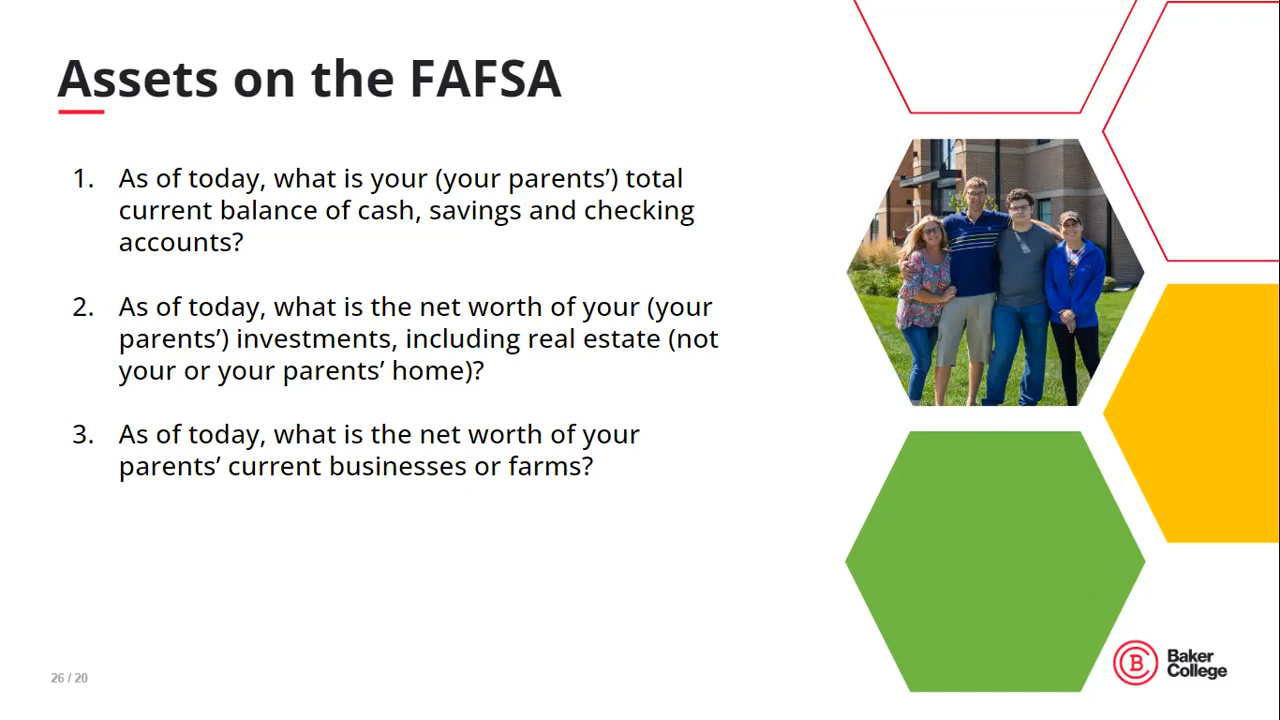 Assets on the FAFSA
1. As of today, what is your (your parents’) total
current balance of cash, savings and checking
accounts?
2. As of today, what is the net worth of your (your
parents’) investments, including real estate (not
your or your parents’ home)?
3. As of today, what is the net worth of your
parents’ current businesses or farms?
26 / 20
B
Baker
College